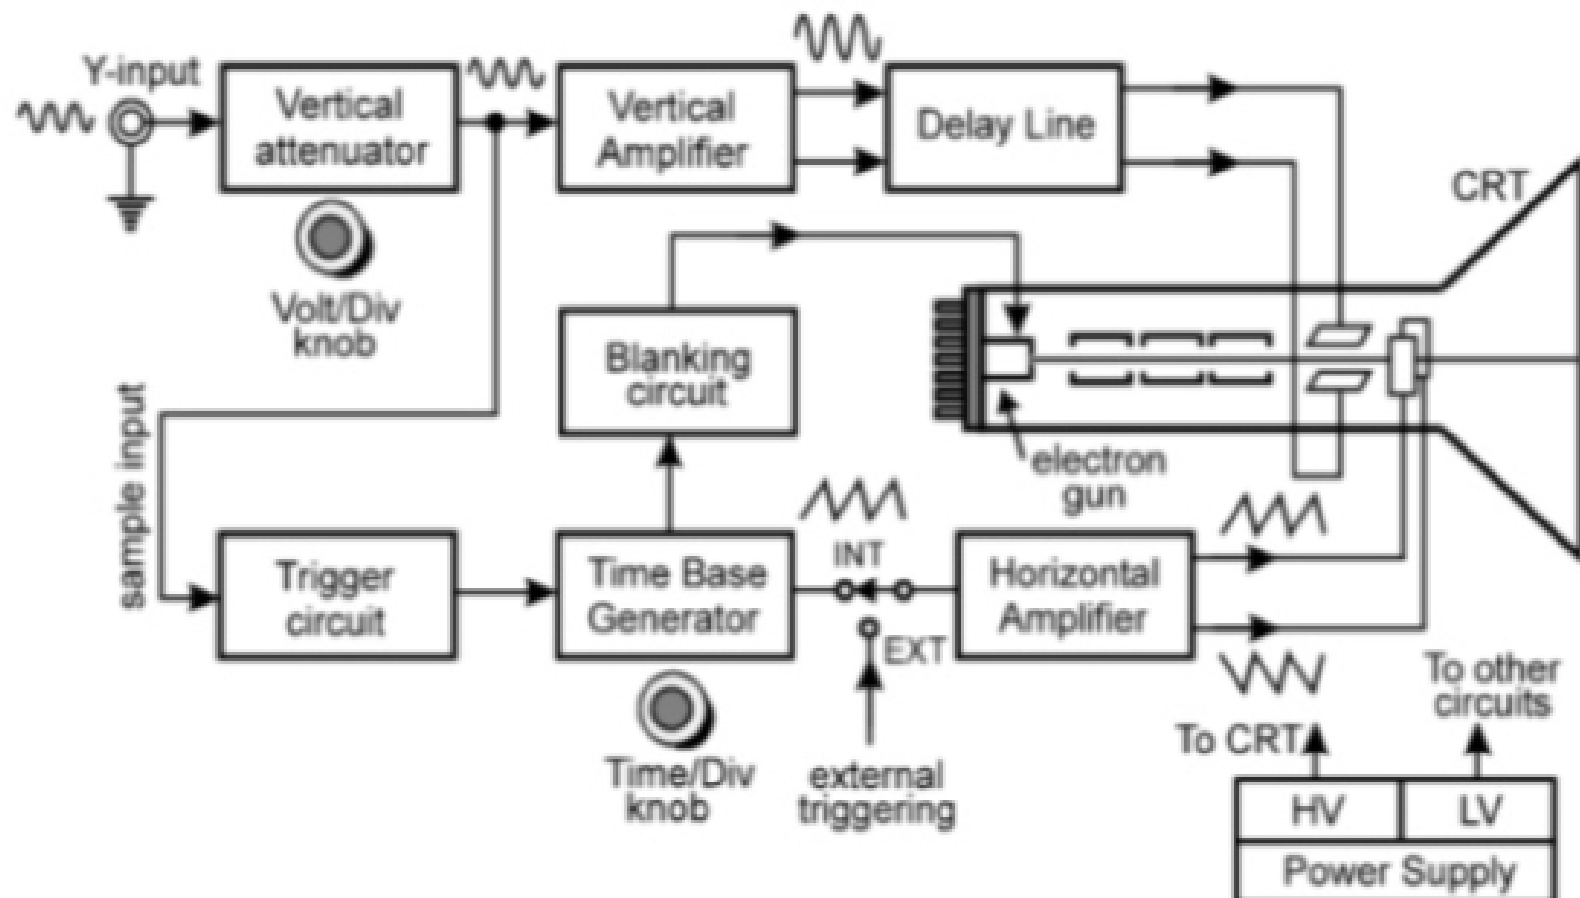 Y-input
Vertical
attenuator
Vertical
Amplifier
Delay Line
CRT
Volt/Div
knob
Blanking
circuit
sample input
electron
gun
Trigger
circuit
Time Base
Generator
INT
EXT
Horizontal
Amplifier
Time/Div
knob
external
triggering
To CRT
To other
circuits
HV
LV
Power Supply